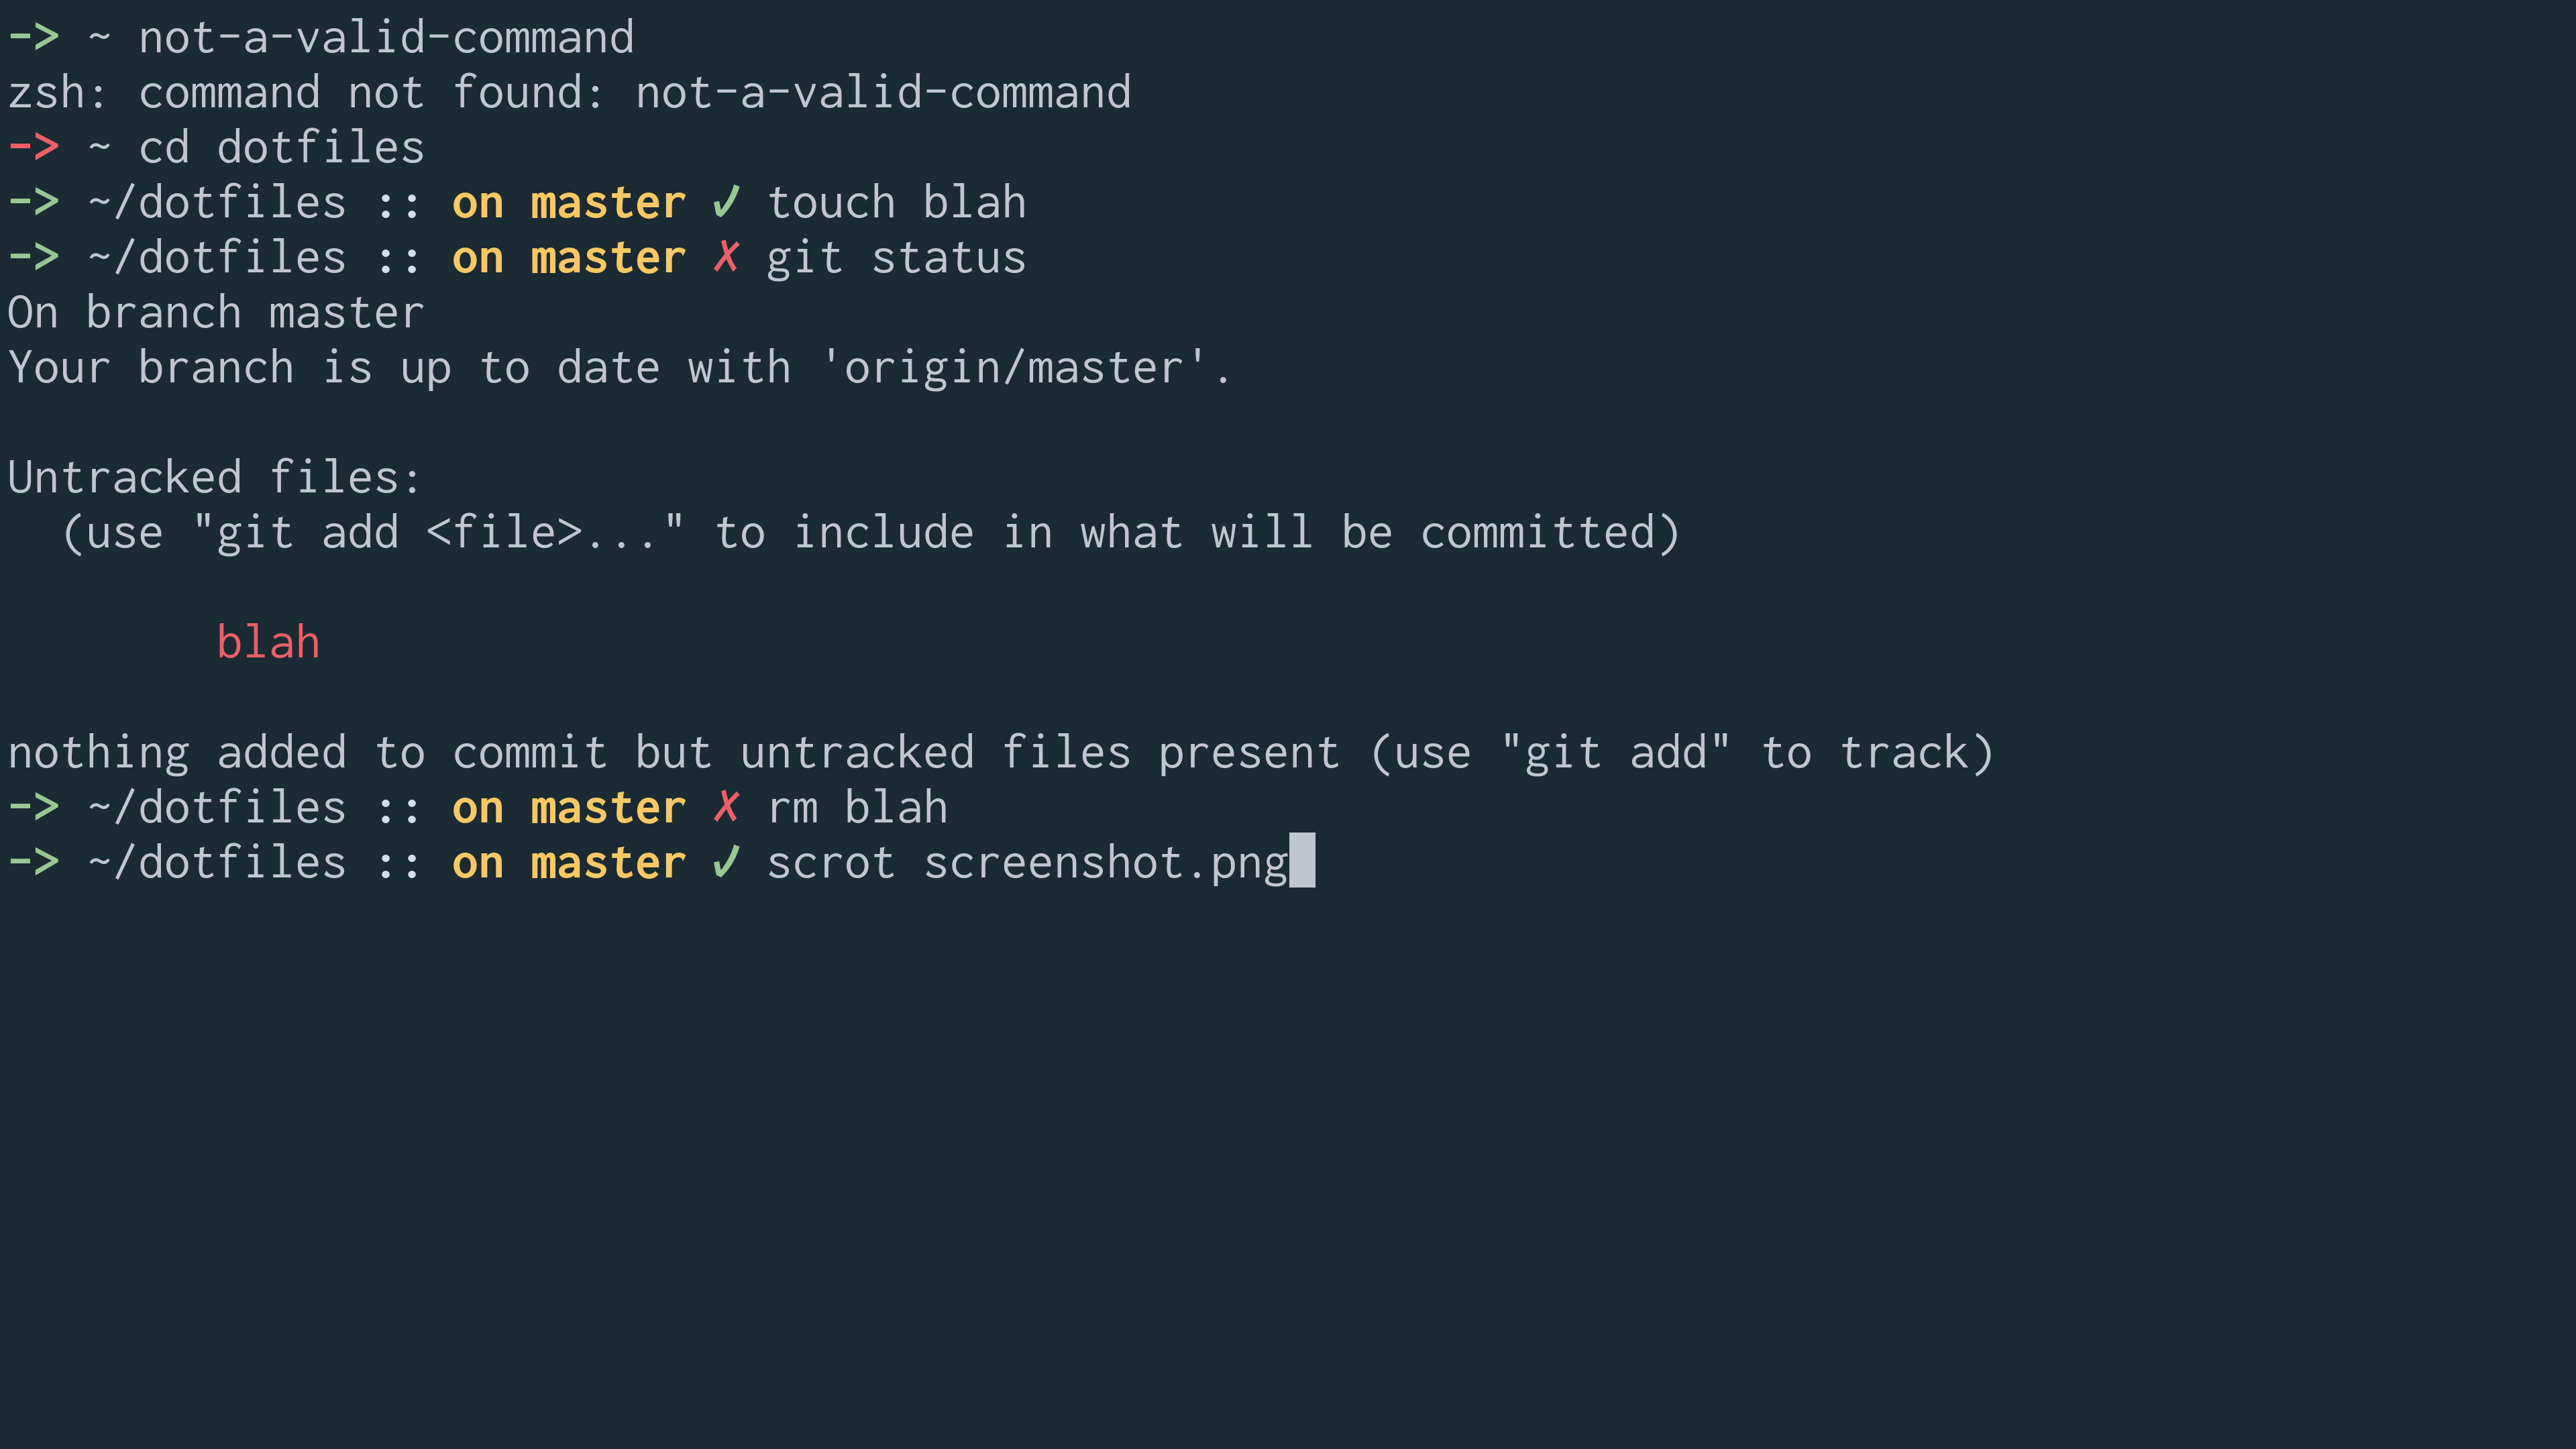 -> ~ not-a-valid-command
zsh: command not found: not-a-valid-command
-> ~ cd dotfiles
-> ~/dotfiles :: on master ✓ touch blah
-> ~/dotfiles :: on master ✗ git status
On branch master
Your branch is up to date with 'origin/master'.

Untracked files:
  (use "git add <file>..." to include in what will be committed)

        blah

nothing added to commit but untracked files present (use "git add" to track)
-> ~/dotfiles :: on master ✗ rm blah
-> ~/dotfiles :: on master ✓ scrot screenshot.png